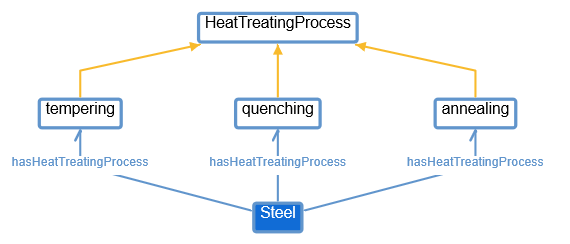 HeatTreatingProcess
tempering
quenching
annealing
hasHeatTreatingProcess
hasHeatTreatingProcess
hasHeatTreatingProcess
Steel